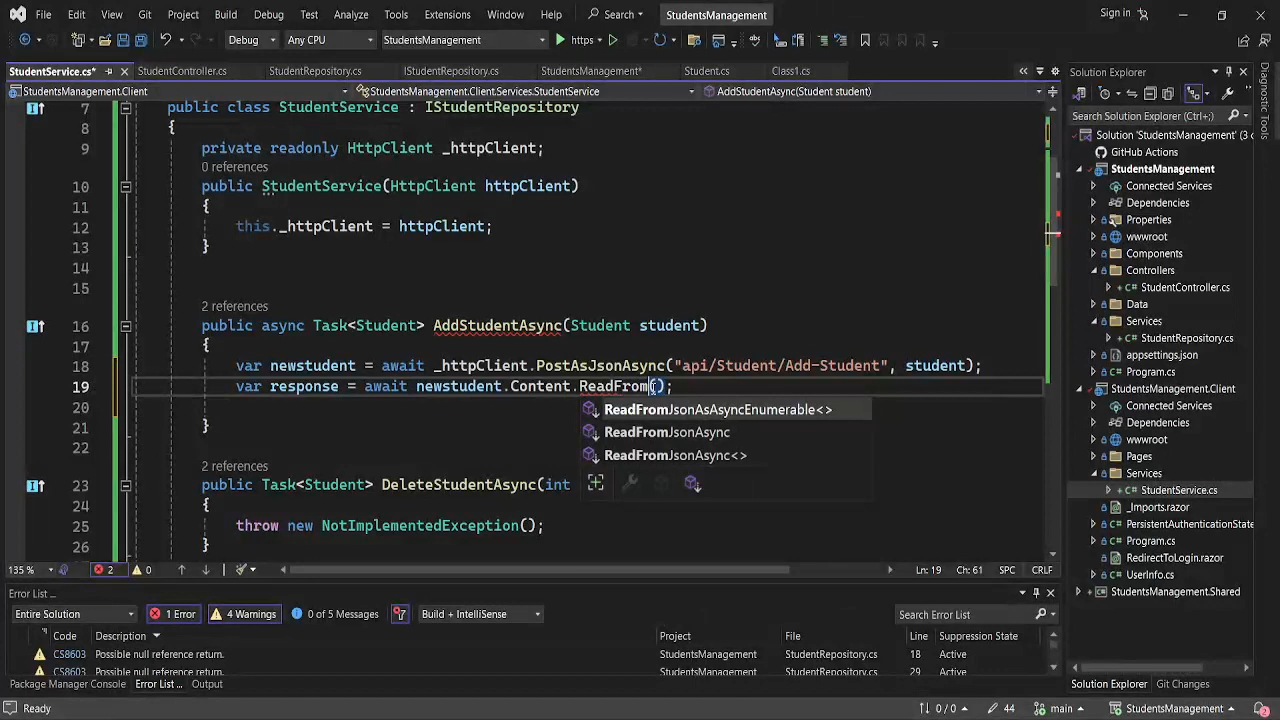 File Edit View Git Project Build Debug Test Analyze Tools Extensions Window Help Search StudentsManagement Sign in
Debug Any CPU StudentsManagement https
StudentService.cs* StudentController.cs StudentRepository.cs IStudentRepository.cs StudentsManagement* Student.cs Class1.cs
StudentsManagement.Client StudentsManagement.Client.Services.StudentService AddStudentAsync(Student student)
7 public class StudentService : IStudentRepository
8 {
9 private readonly HttpClient _httpClient;
0 references
10 public StudentService(HttpClient httpClient)
11 {
12 this._httpClient = httpClient;
13 }
14
15
2 references
16 public async Task<Student> AddStudentAsync(Student student)
17 {
18 var newstudent = await _httpClient.PostAsJsonAsync("api/Student/Add-Student", student);
19 var response = await newstudent.Content.ReadFrom();
20
21 }
22
2 references
23 public Task<Student> DeleteStudentAsync(int
24 {
25 throw new NotImplementedException();
26 }
ReadFromJsonAsAsyncEnumerable<>
ReadFromJsonAsync
ReadFromJsonAsync<>
135 % 2 0 Ln: 19 Ch: 61 SPC CRLF
Error List ...
Entire Solution 1 Error 4 Warnings 0 of 5 Messages Build + IntelliSense Search Error List
Code Description Project File Line Suppression State
CS8603 Possible null reference return. StudentsManagement StudentRepository.cs 18 Active
CS8603 Possible null reference return. StudentsManagement StudentRepository.cs 29 Active
Package Manager Console Error List ... Output
Solution Explorer
Search Solution Explorer (Ctrl+;)
Solution 'StudentsManagement' (3 o
GitHub Actions
StudentsManagement
Connected Services
Dependencies
Properties
wwwroot
Components
Controllers
StudentController.cs
Data
Services
StudentRepository.cs
appsettings.json
Program.cs
StudentsManagement.Client
Connected Services
Dependencies
wwwroot
Pages
Services
StudentService.cs
_Imports.razor
PersistentAuthenticationState
Program.cs
RedirectToLogin.razor
UserInfo.cs
StudentsManagement.Shared
Solution Explorer Git Changes
Diagnostic Tools
Ready 0 / 0 44 main StudentsManagement 2